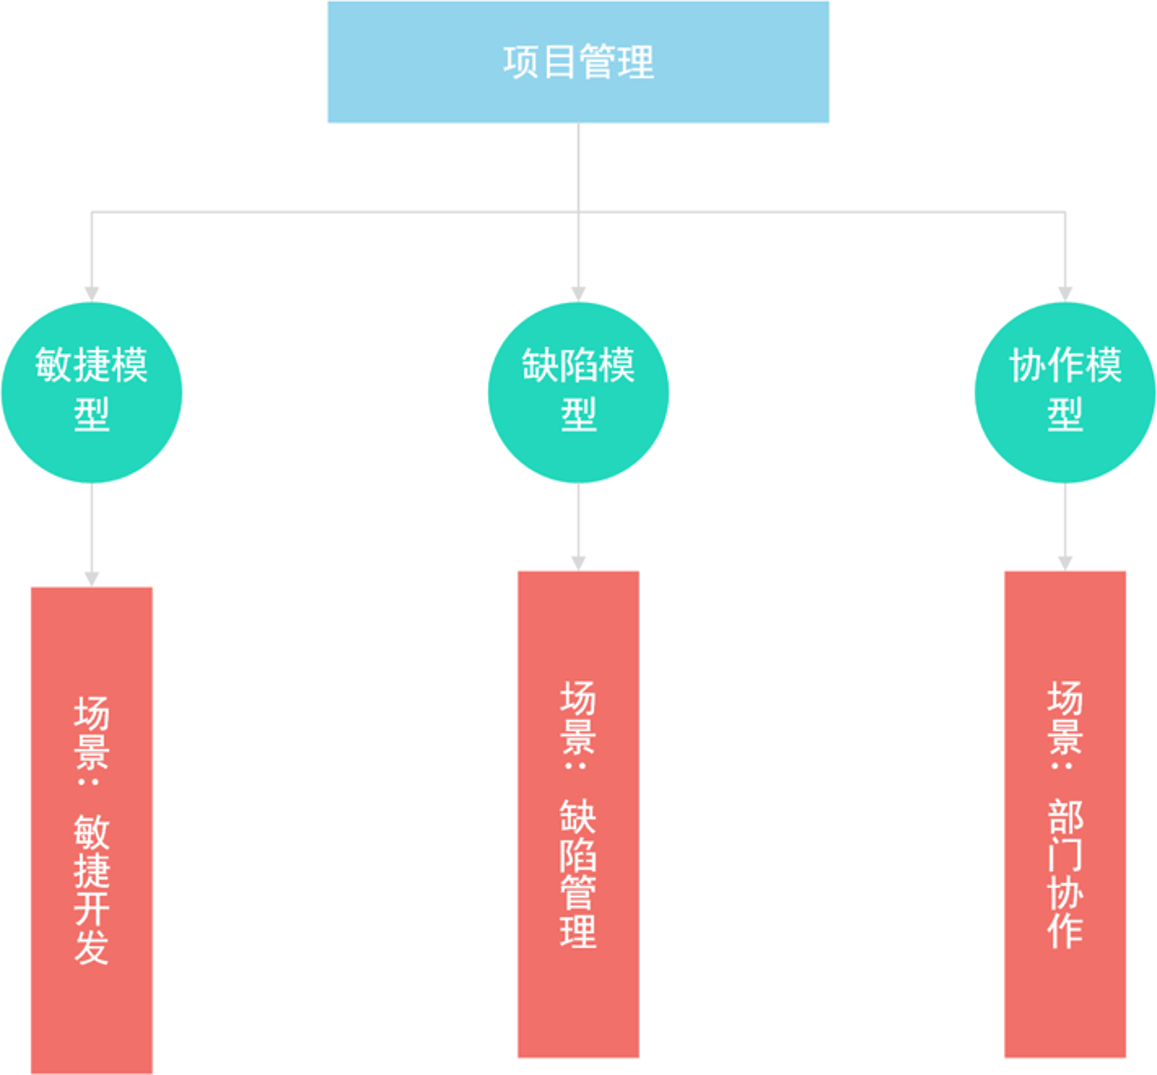 项目管理
敏捷模
型
缺陷模
型
协作模
型
场景：敏捷开发
场景：缺陷管理
场景：部门协作